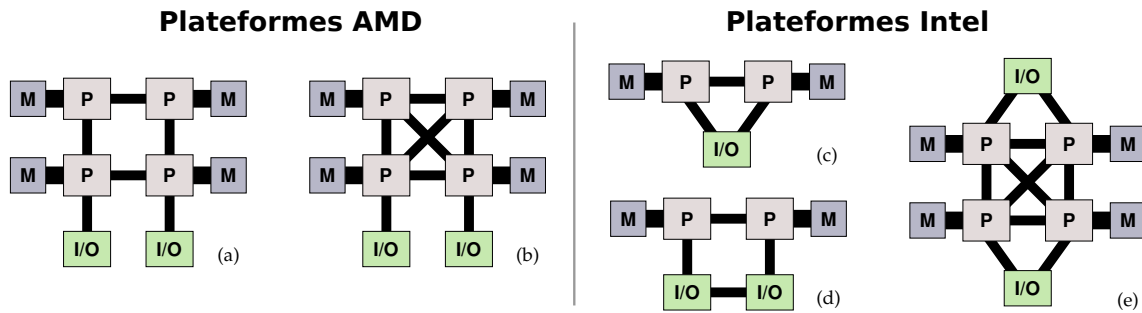 Plateformes AMD
M P P M
M P P M
I/O I/O
(a)
M P P M
M P P M
I/O I/O
(b)
Plateformes Intel
M P P M
I/O
(c)
M P P M
I/O I/O
(d)
I/O
M P P M
M P P M
I/O
(e)